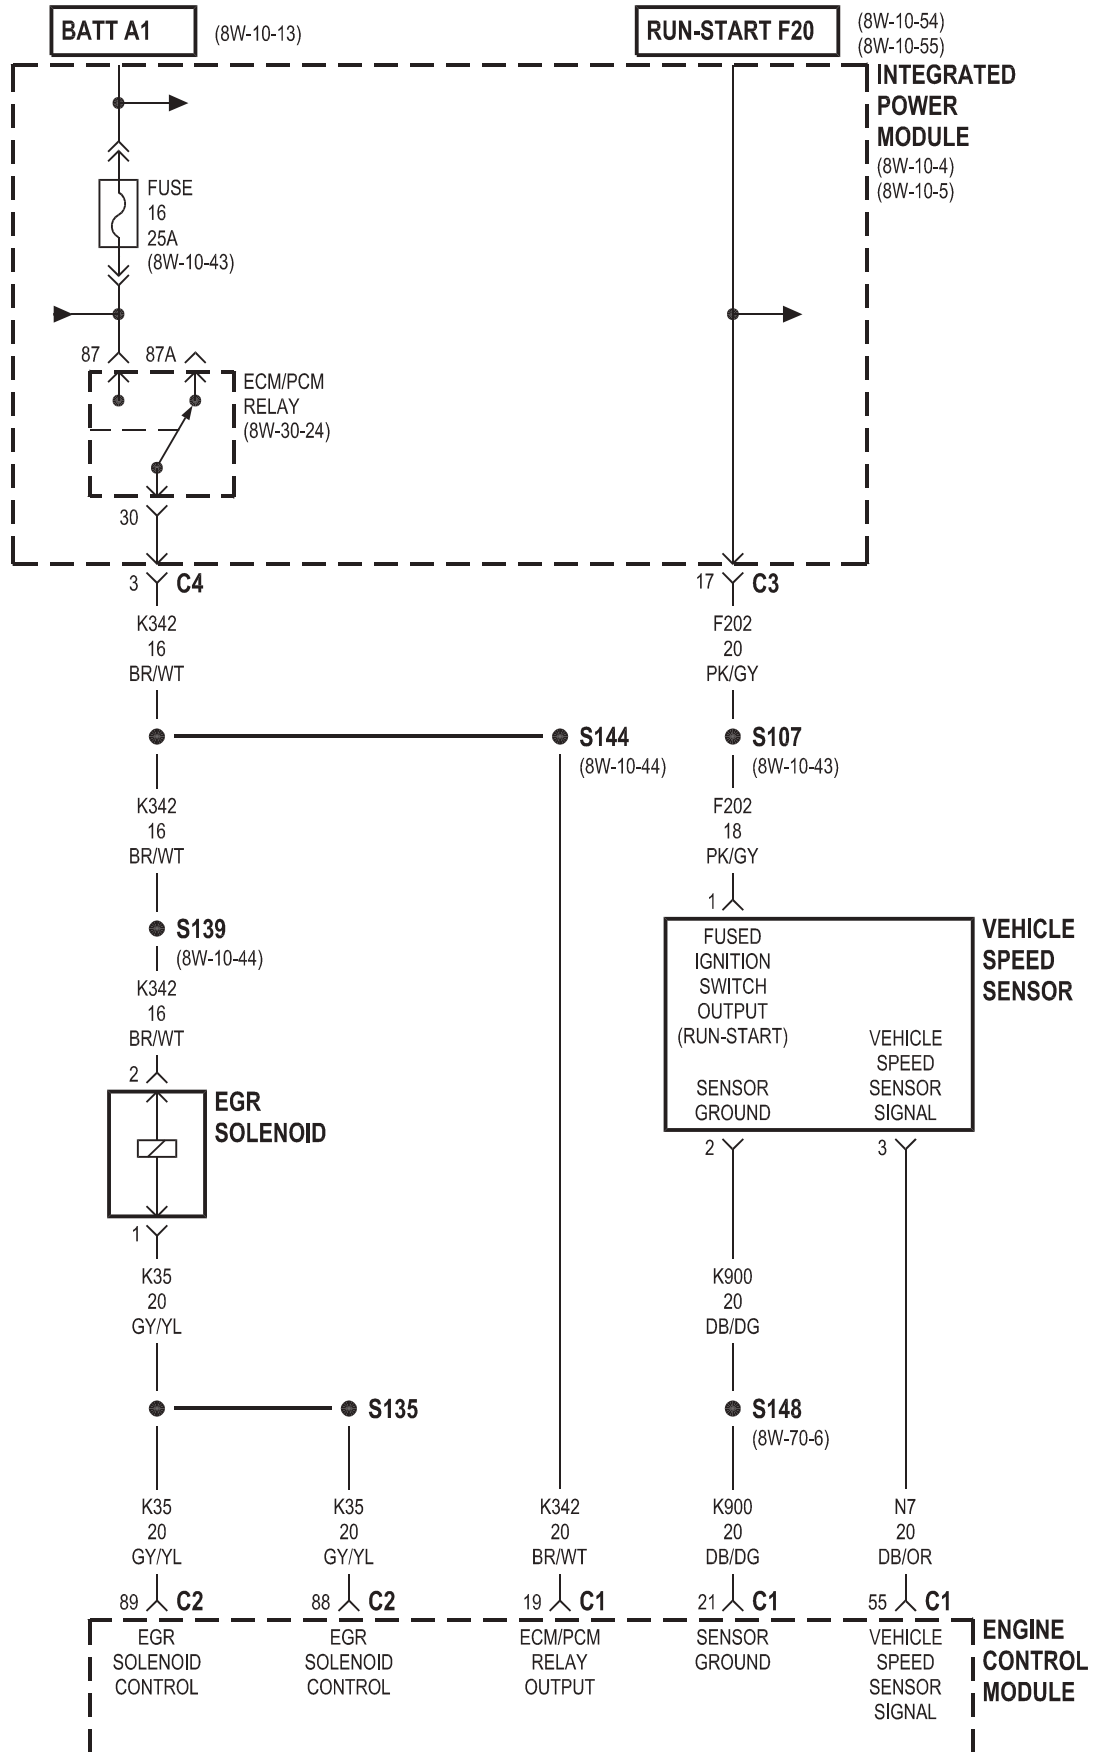 BATT A1
(8W-10-13)
RUN-START F20
(8W-10-54)
(8W-10-55)
INTEGRATED
POWER
MODULE
(8W-10-4)
(8W-10-5)
FUSE
16
25A
(8W-10-43)
87
87A
ECM/PCM
RELAY
(8W-30-24)
30
3
C4
17
C3
K342
16
BR/WT
F202
20
PK/GY
S144
(8W-10-44)
S107
(8W-10-43)
K342
16
BR/WT
F202
18
PK/GY
S139
(8W-10-44)
K342
16
BR/WT
2
EGR
SOLENOID
1
1
FUSED
IGNITION
SWITCH
OUTPUT
(RUN-START)
SENSOR
GROUND
VEHICLE
SPEED
SENSOR
SIGNAL
VEHICLE
SPEED
SENSOR
2
3
K35
20
GY/YL
K900
20
DB/DG
S135
S148
(8W-70-6)
K35
20
GY/YL
K35
20
GY/YL
K342
20
BR/WT
K900
20
DB/DG
N7
20
DB/OR
89
C2
88
C2
19
C1
21
C1
55
C1
EGR
SOLENOID
CONTROL
EGR
SOLENOID
CONTROL
ECM/PCM
RELAY
OUTPUT
SENSOR
GROUND
VEHICLE
SPEED
SENSOR
SIGNAL
ENGINE
CONTROL
MODULE